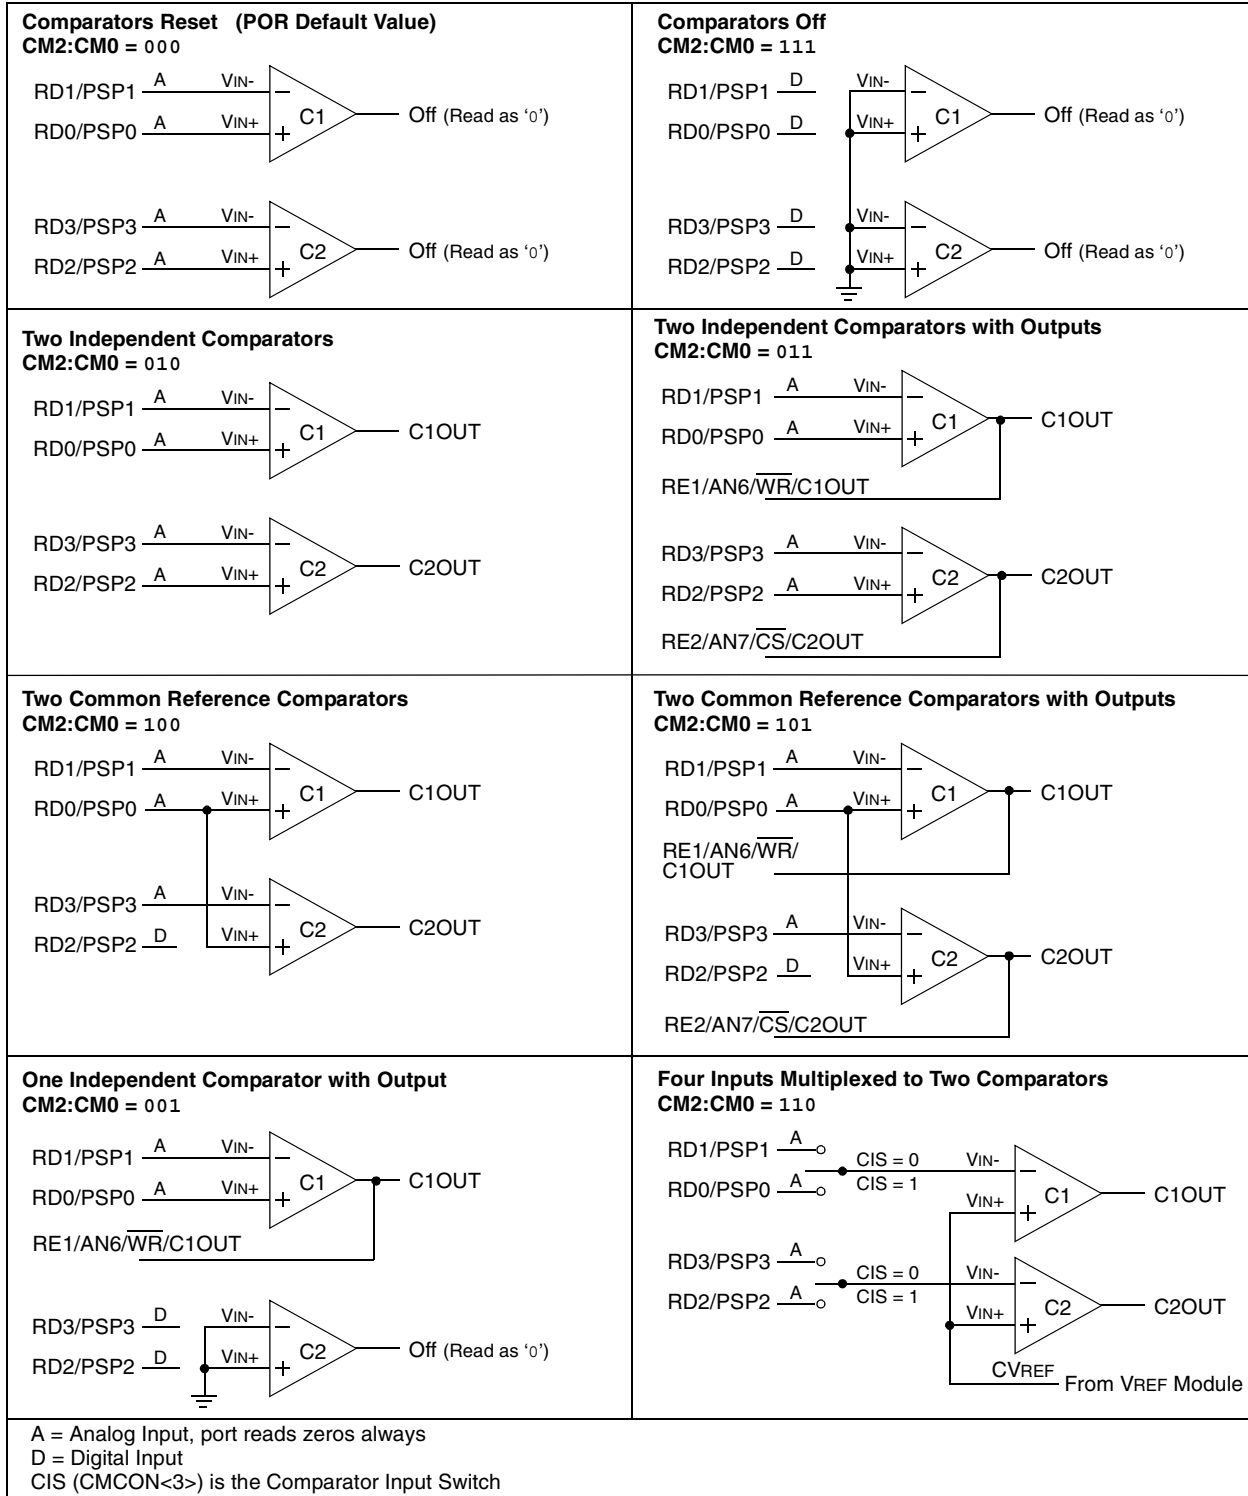 Comparators Reset (POR Default Value)
CM2:CM0 = 000
A VIN-
RD1/PSP1
C1
Off (Read as ‘0’)
A VIN+
RD0/PSP0
A VIN-
RD3/PSP3
C2
Off (Read as ‘0’)
A VIN+
RD2/PSP2
Comparators Off
CM2:CM0 = 111
D VIN-
RD1/PSP1
C1
Off (Read as ‘0’)
D VIN+
RD0/PSP0
D VIN-
RD3/PSP3
C2
Off (Read as ‘0’)
D VIN+
RD2/PSP2
Two Independent Comparators
CM2:CM0 = 010
A VIN-
RD1/PSP1
C1
C1OUT
A VIN+
RD0/PSP0
A VIN-
RD3/PSP3
C2
C2OUT
A VIN+
RD2/PSP2
Two Independent Comparators with Outputs
CM2:CM0 = 011
A VIN-
RD1/PSP1
C1
C1OUT
A VIN+
RD0/PSP0
RE1/AN6/WR/C1OUT
A VIN-
RD3/PSP3
C2
C2OUT
A VIN+
RD2/PSP2
RE2/AN7/CS/C2OUT
Two Common Reference Comparators
CM2:CM0 = 100
A VIN-
RD1/PSP1
C1
C1OUT
A VIN+
RD0/PSP0
A VIN-
RD3/PSP3
C2
C2OUT
D VIN+
RD2/PSP2
Two Common Reference Comparators with Outputs
CM2:CM0 = 101
A VIN-
RD1/PSP1
C1
C1OUT
A VIN+
RD0/PSP0
RE1/AN6/WR/
C1OUT
A VIN-
RD3/PSP3
C2
C2OUT
D VIN+
RD2/PSP2
RE2/AN7/CS/C2OUT
One Independent Comparator with Output
CM2:CM0 = 001
A VIN-
RD1/PSP1
C1
C1OUT
A VIN+
RD0/PSP0
RE1/AN6/WR/C1OUT
D VIN-
RD3/PSP3
C2
Off (Read as ‘0’)
D VIN+
RD2/PSP2
Four Inputs Multiplexed to Two Comparators
CM2:CM0 = 110
A
RD1/PSP1
CIS = 0 VIN-
RD0/PSP0 A CIS = 1
VIN+ C1 C1OUT
A
RD3/PSP3
CIS = 0 VIN-
RD2/PSP2 A CIS = 1
VIN+ C2 C2OUT
CVREF
From VREF Module
A = Analog Input, port reads zeros always
D = Digital Input
CIS (CMCON<3>) is the Comparator Input Switch